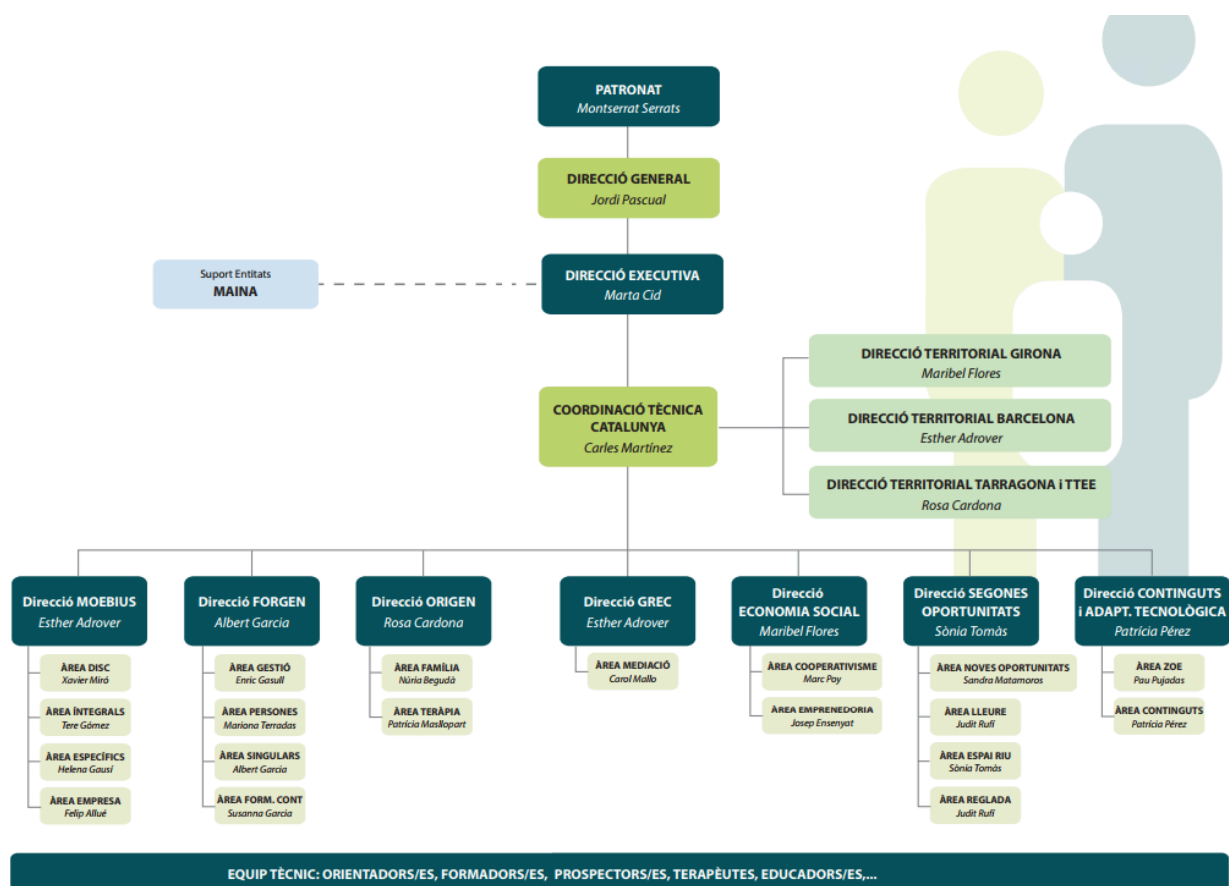 PATRONAT
Montserrat Serrats
DIRECCIÓ GENERAL
Jordi Pascual
Suport Entitats
MAINA
DIRECCIÓ EXECUTIVA
Marta Cid
COORDINACIÓ TÈCNICA
CATALUNYA
Carles Martínez
DIRECCIÓ TERRITORIAL GIRONA
Maribel Flores
DIRECCIÓ TERRITORIAL BARCELONA
Esther Adrover
DIRECCIÓ TERRITORIAL TARRAGONA i TTEE
Rosa Cardona
Direcció MOEBIUS
Esther Adrover
ÀREA DISC
Xavier Miró
ÀREA ÍNTEGRALS
Tere Gómez
ÀREA ESPECÍFICS
Helena Gausí
ÀREA EMPRESA
Felip Allué
Direcció FORGEN
Albert Garcia
ÀREA GESTIÓ
Enric Gasull
ÀREA PERSONES
Mariona Terradas
ÀREA SINGULARS
Albert Garcia
ÀREA FORM. CONT
Susanna Garcia
Direcció ORIGEN
Rosa Cardona
ÀREA FAMÍLIA
Núria Begudà
ÀREA TERÀPIA
Patrícia Masllopart
Direcció GREC
Esther Adrover
ÀREA MEDIACIÓ
Carol Mallo
Direcció
ECONOMIA SOCIAL
Maribel Flores
ÀREA COOPERATIVISME
Marc Poy
ÀREA EMPRENEDORIA
Josep Ensenyat
Direcció SEGONES
OPORTUNITATS
Sònia Tomàs
ÀREA NOVES OPORTUNITATS
Sandra Matamoros
ÀREA LLEURE
Judit Rufí
ÀREA ESPAI RIU
Sònia Tomàs
ÀREA REGLADA
Judit Rufí
Direcció CONTINGUTS
i ADAPT. TECNOLÒGICA
Patrícia Pérez
ÀREA ZOE
Pau Pujadas
ÀREA CONTINGUTS
Patrícia Pérez
EQUIP TÈCNIC: ORIENTADORS/ES, FORMADORS/ES, PROSPECTORS/ES, TERAPÈUTES, EDUCADORS/ES,...